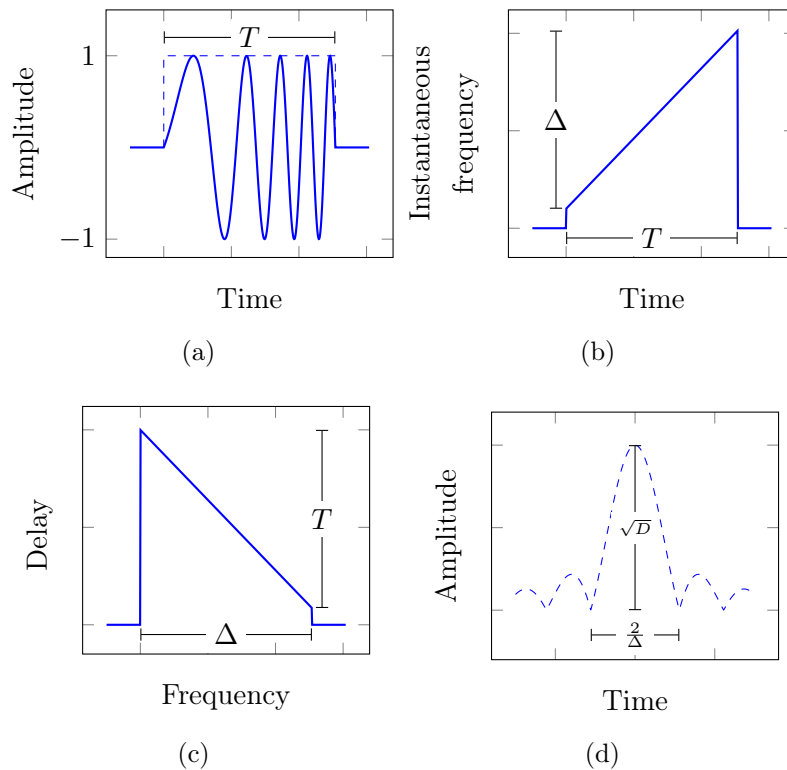 T
1
Amplitude
−1
Time
(a)
Instantaneous
frequency
Δ
T
Time
(b)
Delay
T
Δ
Frequency
(c)
Amplitude
√D
2/Δ
Time
(d)